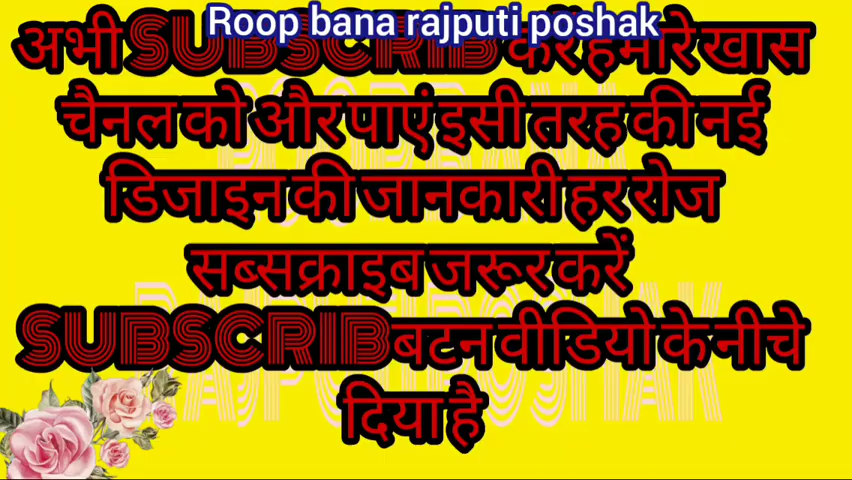 Roop bana rajputi poshak
अभी SUBSCRIB करें हमारे खास
चैनल को और पाएं इसी तरह की नई
डिजाइन की जानकारी हर रोज
सब्सक्राइब जरूर करें
SUBSCRIB बटन वीडियो के नीचे
दिया है